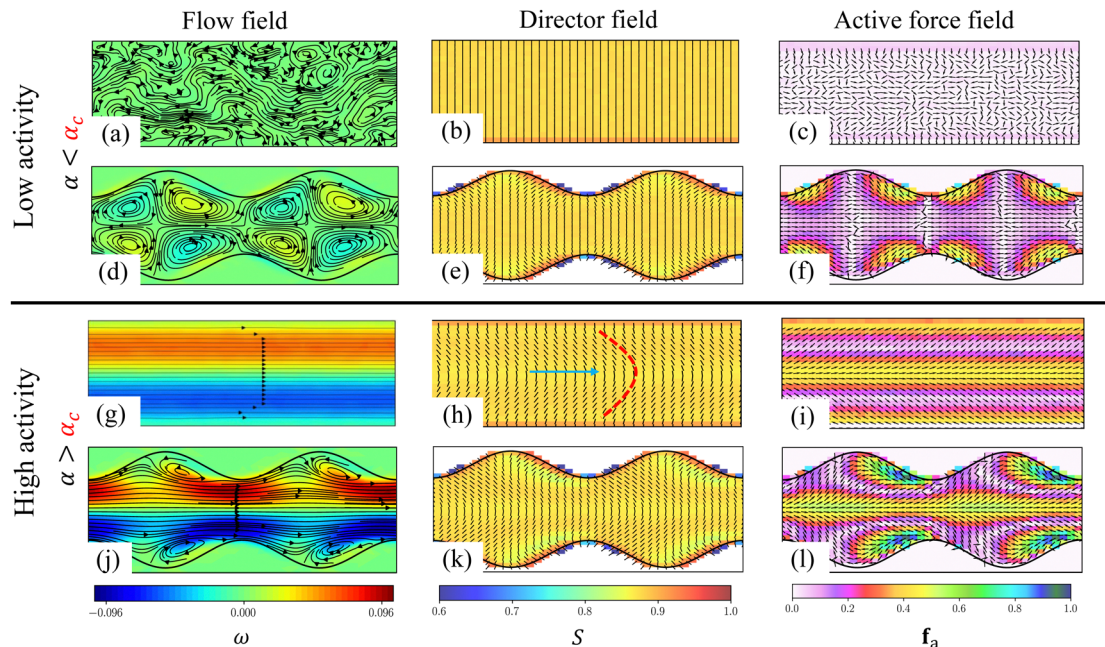 Flow field Director field Active force field
Low activity
α < α_c
(a) (b) (c)
(d) (e) (f)
High activity
α > α_c
(g) (h) (i)
(j) (k) (l)
−0.096 0.000 0.096
0.6 0.7 0.8 0.9 1.0
0.0 0.2 0.4 0.6 0.8 1.0
ω S f_a